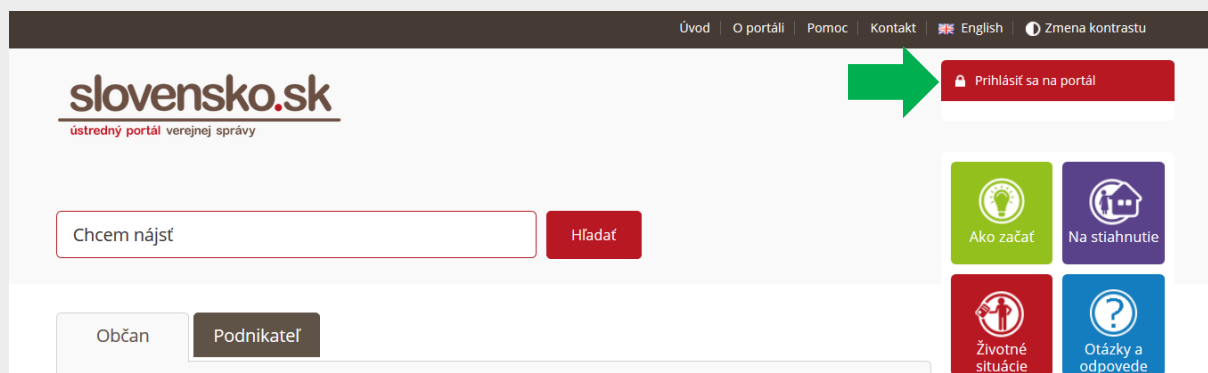 Úvod O portáli Pomoc Kontakt English Zmena kontrastu
slovensko.sk
ústredný portál verejnej správy
Prihlásiť sa na portál
Chcem nájsť
Hľadať
Ako začať
Na stiahnutie
Občan
Podnikateľ
Životné
situácie
Otázky a
odpovede